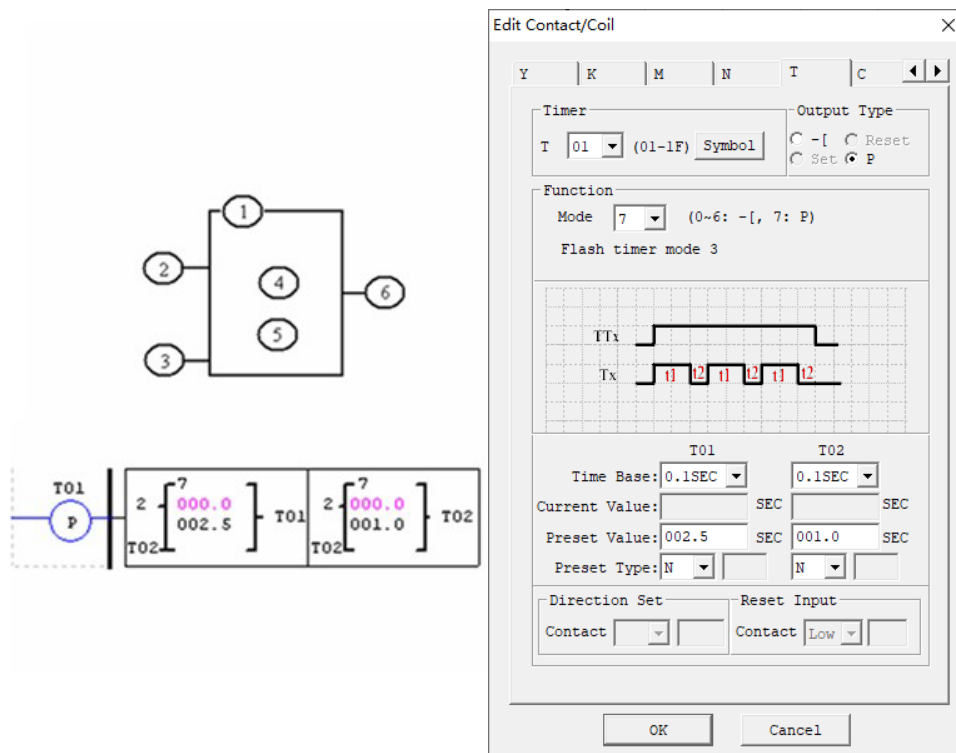 1
2
3
4
5
6
T01
P
7
2
000.0
002.5
T01
T02
7
2
000.0
001.0
T02
T02
Edit Contact/Coil
Y K M N T C
Timer
T 01 (01-1F) Symbol
Output Type
-[ Reset
Set P
Function
Mode 7 (0~6: -[, 7: P)
Flash timer mode 3
TTx
Tx t1 t2 t1 t2 t1 t2
T01 T02
Time Base: 0.1SEC 0.1SEC
Current Value: SEC SEC
Preset Value: 002.5 SEC 001.0 SEC
Preset Type: N N
Direction Set
Contact
Reset Input
Contact Low
OK Cancel